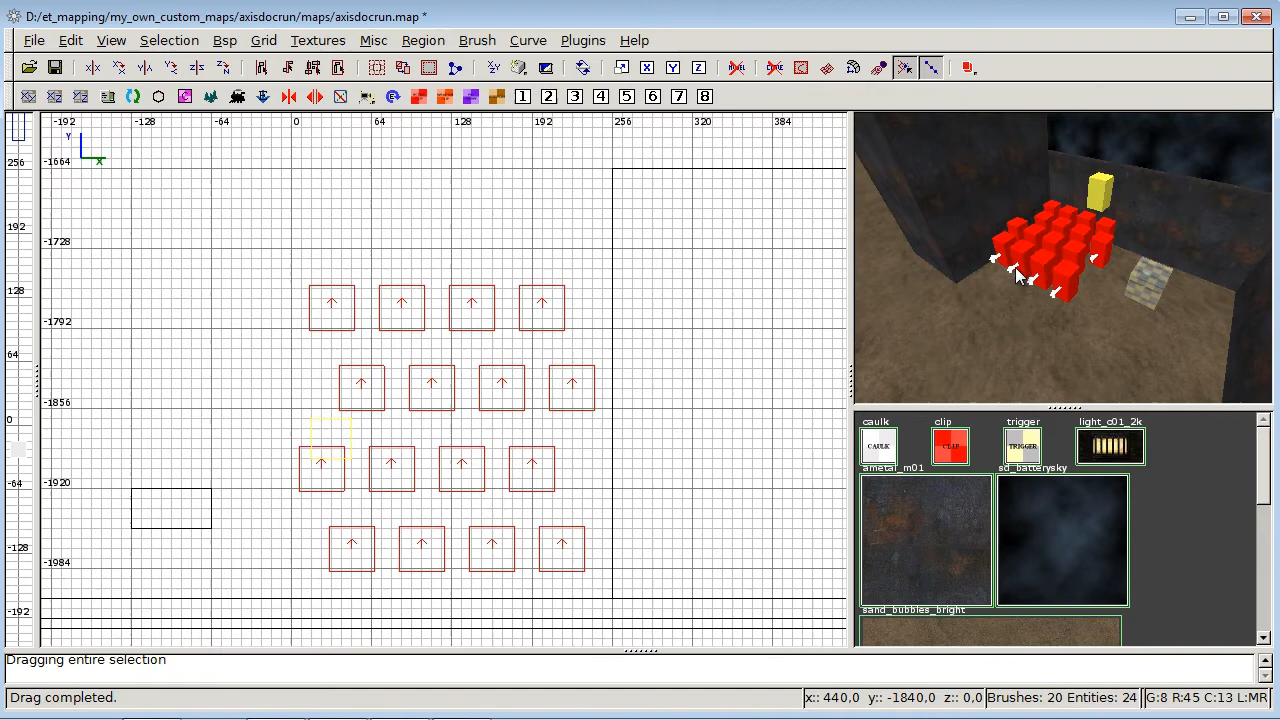 D:/et_mapping/my_own_custom_maps/axisdocrun/maps/axisdocrun.map *
File Edit View Selection Bsp Grid Textures Misc Region Brush Curve Plugins Help
X Y Z
1 2 3 4 5 6 7 8
-192 -128 -64 0 64 128 192 256 320 384
Y
X
256
192
128
64
0
-64
-128
-192
-1664
-1728
-1792
-1856
-1920
-1984
caulk clip trigger light_c01_2k
CAULK CLIP TRIGGER
ametal_m01 sd_batterysky
sand_bubbles_bright
Dragging entire selection
Drag completed.
x:: 440,0 y:: -1840,0 z:: 0,0
Brushes: 20 Entities: 24
G:8 R:45 C:13 L:MR